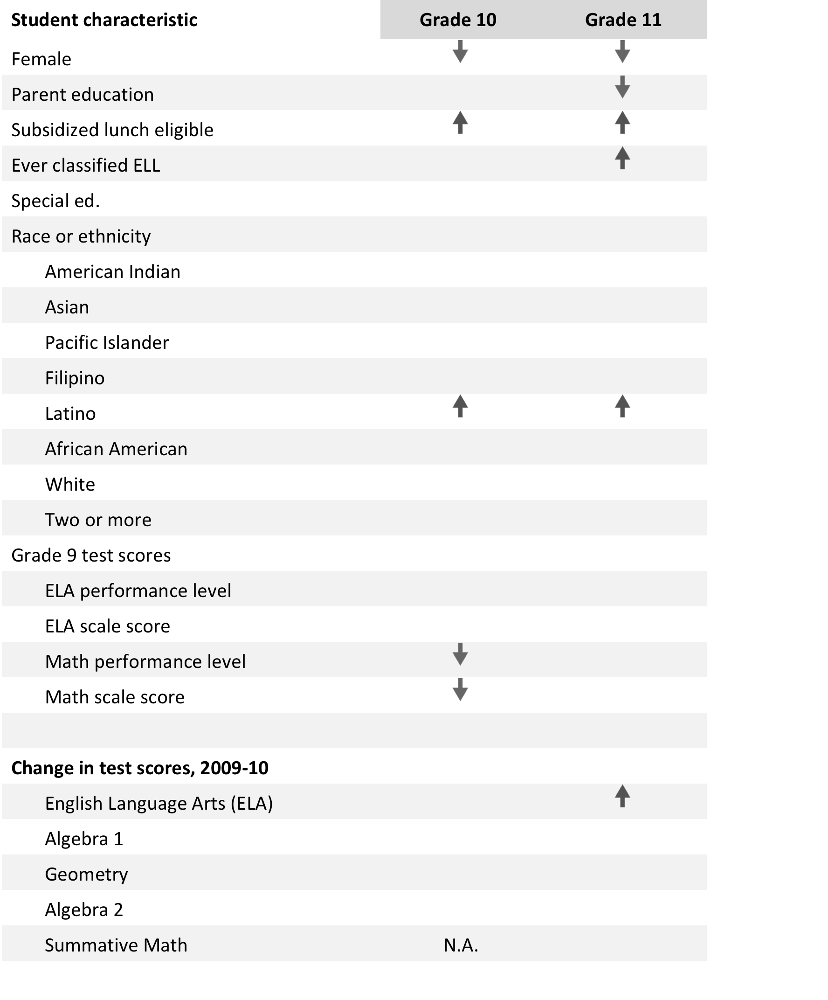 Student characteristic Grade 10 Grade 11
Female
Parent education
Subsidized lunch eligible
Ever classified ELL
Special ed.
Race or ethnicity
American Indian
Asian
Pacific Islander
Filipino
Latino
African American
White
Two or more
Grade 9 test scores
ELA performance level
ELA scale score
Math performance level
Math scale score
Change in test scores, 2009-10
English Language Arts (ELA)
Algebra 1
Geometry
Algebra 2
Summative Math N.A.